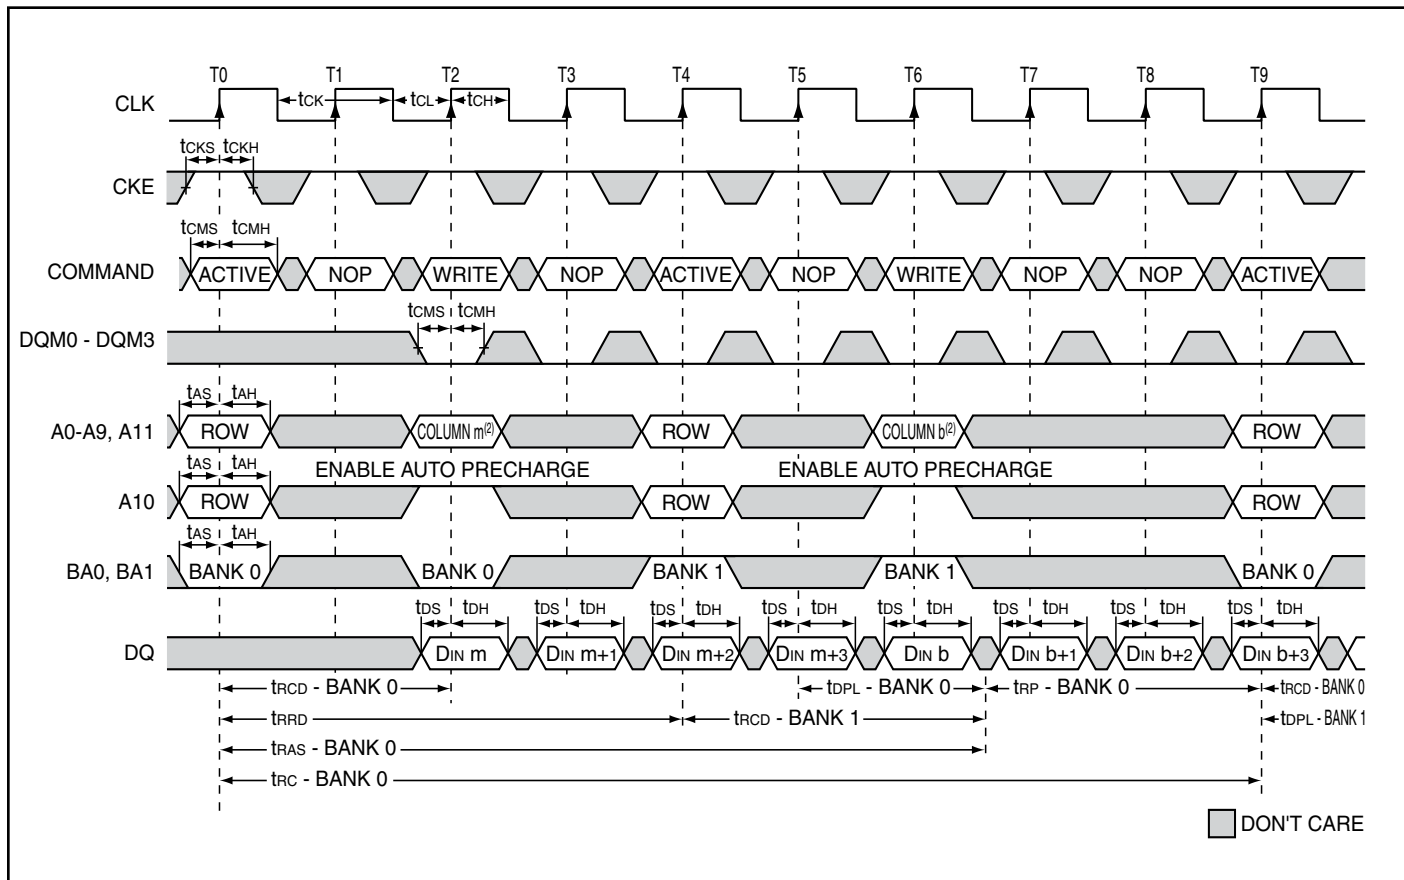 T0 T1 T2 T3 T4 T5 T6 T7 T8 T9
CLK tCK tCL tCH
tCKS tCKH
CKE
tCMS tCMH
COMMAND ACTIVE NOP WRITE NOP ACTIVE NOP WRITE NOP NOP ACTIVE
tCMS tCMH
DQM0 - DQM3
tAS tAH
A0-A9, A11 ROW COLUMN m(2) ROW COLUMN b(2) ROW
tAS tAH ENABLE AUTO PRECHARGE ENABLE AUTO PRECHARGE
A10 ROW ROW ROW
tAS tAH
BA0, BA1 BANK 0 BANK 0 BANK 1 BANK 1 BANK 0
tDS tDH tDS tDH tDS tDH tDS tDH tDS tDH tDS tDH tDS tDH tDS tDH
DQ DIN m DIN m+1 DIN m+2 DIN m+3 DIN b DIN b+1 DIN b+2 DIN b+3
tRCD - BANK 0 tDPL - BANK 0 tRP - BANK 0 tRCD - BANK 0
tRRD tRCD - BANK 1 tDPL - BANK 1
tRAS - BANK 0
tRC - BANK 0
DON'T CARE